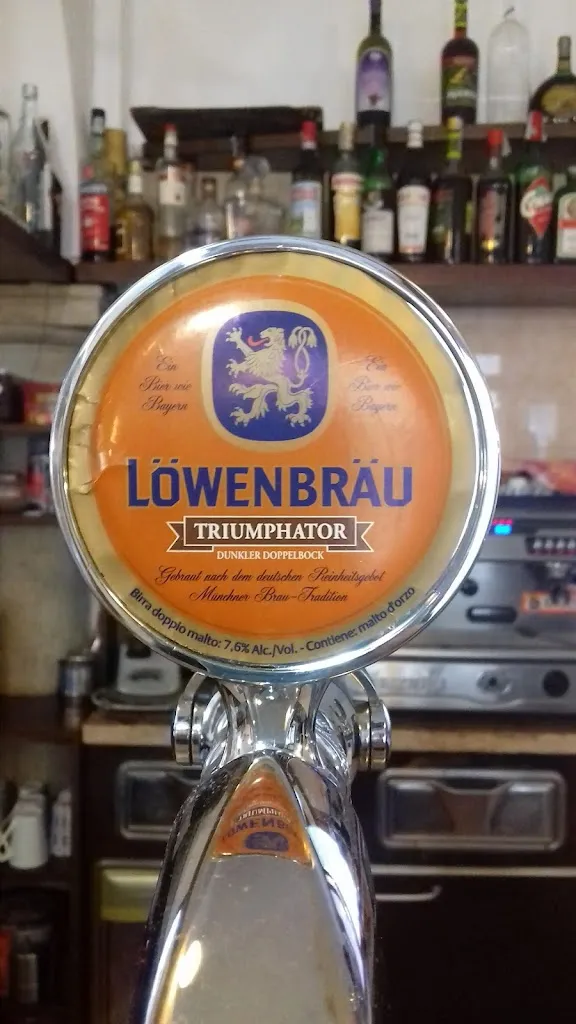 Ein
Bier wie
Bayern
Ein
Bier wie
Bayern
LÖWENBRÄU
TRIUMPHATOR
DUNKLER DOPPELBOCK
Gebraut nach dem deutschen Reinheitsgebot
Münchner Brau-Tradition
Birra doppio malto: 7,6% Alc./Vol. - Contiene: malto d'orzo